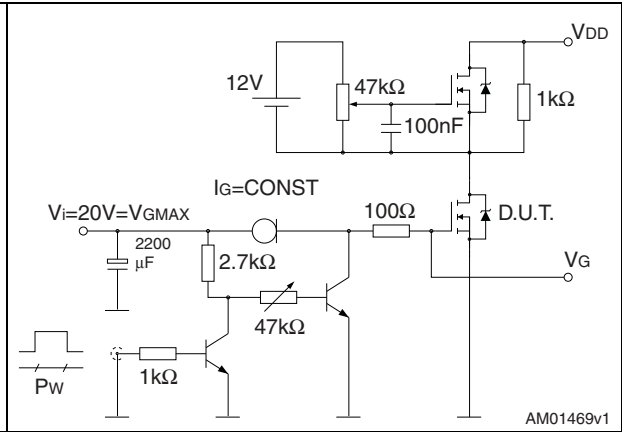 VDD
12V
47kΩ
1kΩ
100nF
IG=CONST
Vi=20V=VGMAX
100Ω
D.U.T.
2200
μF
2.7kΩ
VG
47kΩ
1kΩ
PW
AM01469v1